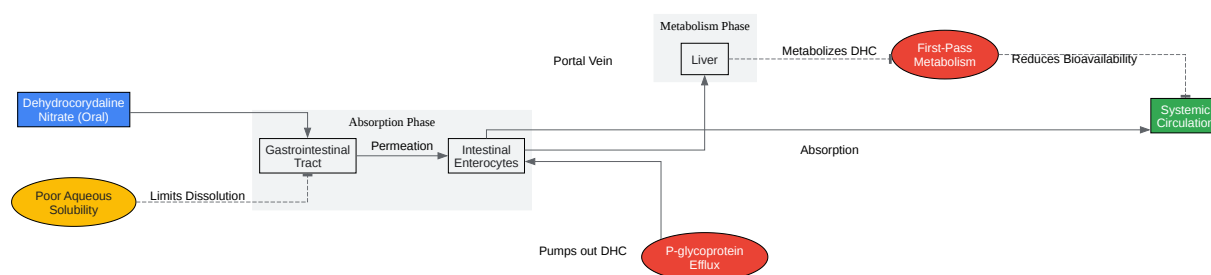 Metabolism Phase
Liver
Metabolizes DHC
First-Pass
Metabolism
Reduces Bioavailability
Portal Vein
Dehydrocorydaline
Nitrate (Oral)
Systemic
Circulation
Absorption Phase
Gastrointestinal
Tract
Permeation
Intestinal
Enterocytes
Absorption
Poor Aqueous
Solubility
Limits Dissolution
Pumps out DHC
P-glycoprotein
Efflux